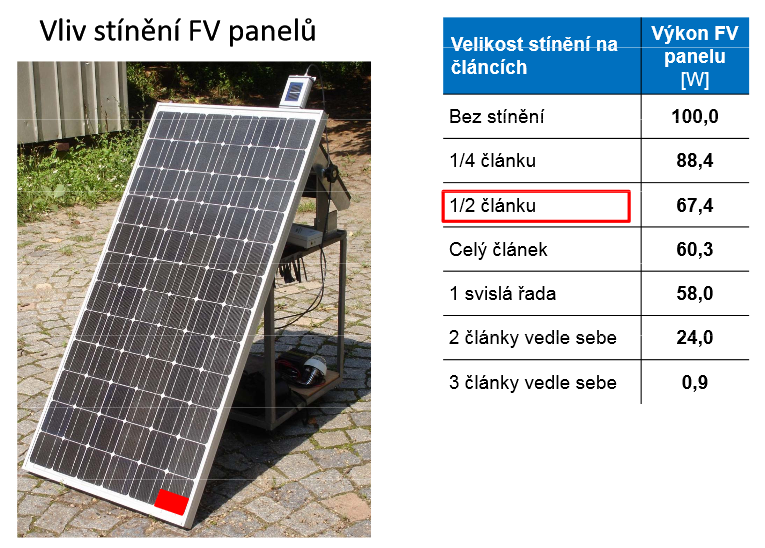 Vliv stínění FV panelů
Velikost stínění na
článcích
Výkon FV
panelu
[W]
Bez stínění 100,0
1/4 článku 88,4
1/2 článku 67,4
Celý článek 60,3
1 svislá řada 58,0
2 články vedle sebe 24,0
3 články vedle sebe 0,9